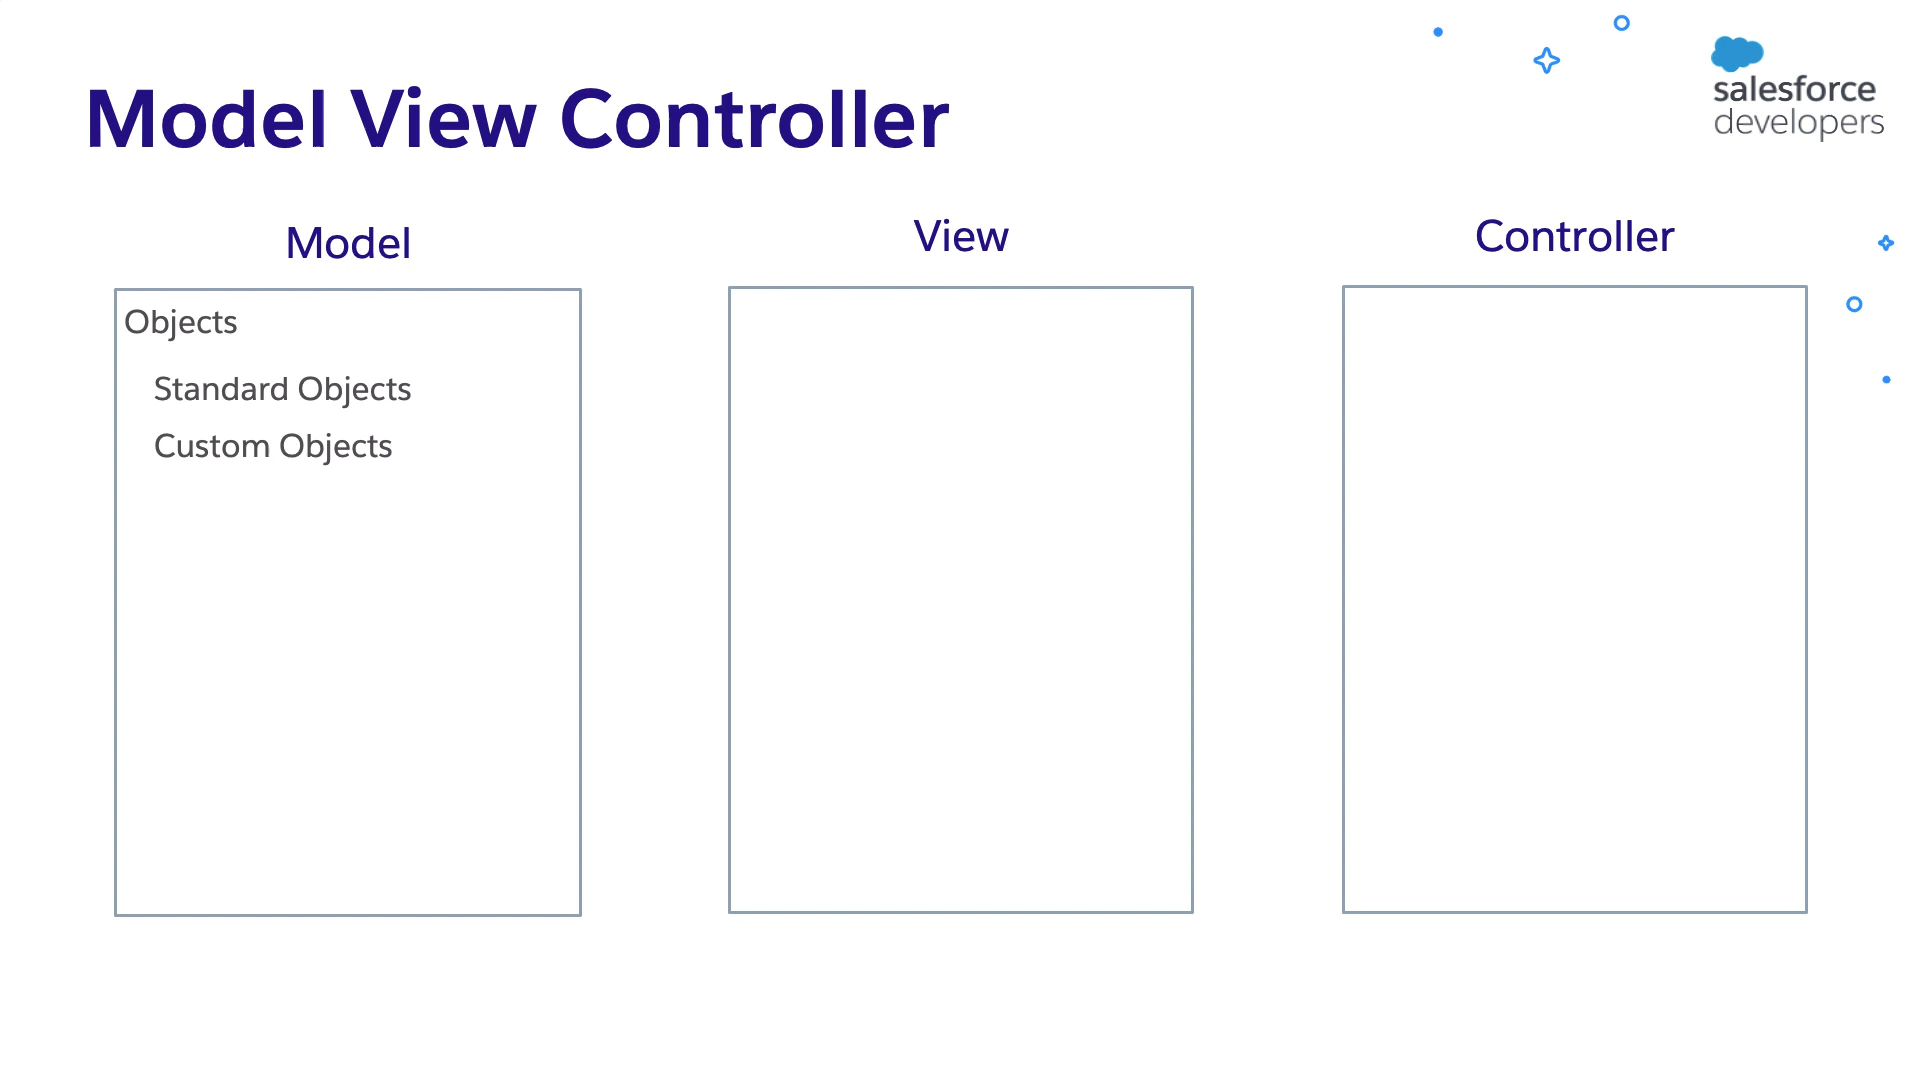 Model View Controller
salesforce
developers
Model
View
Controller
Objects
Standard Objects
Custom Objects